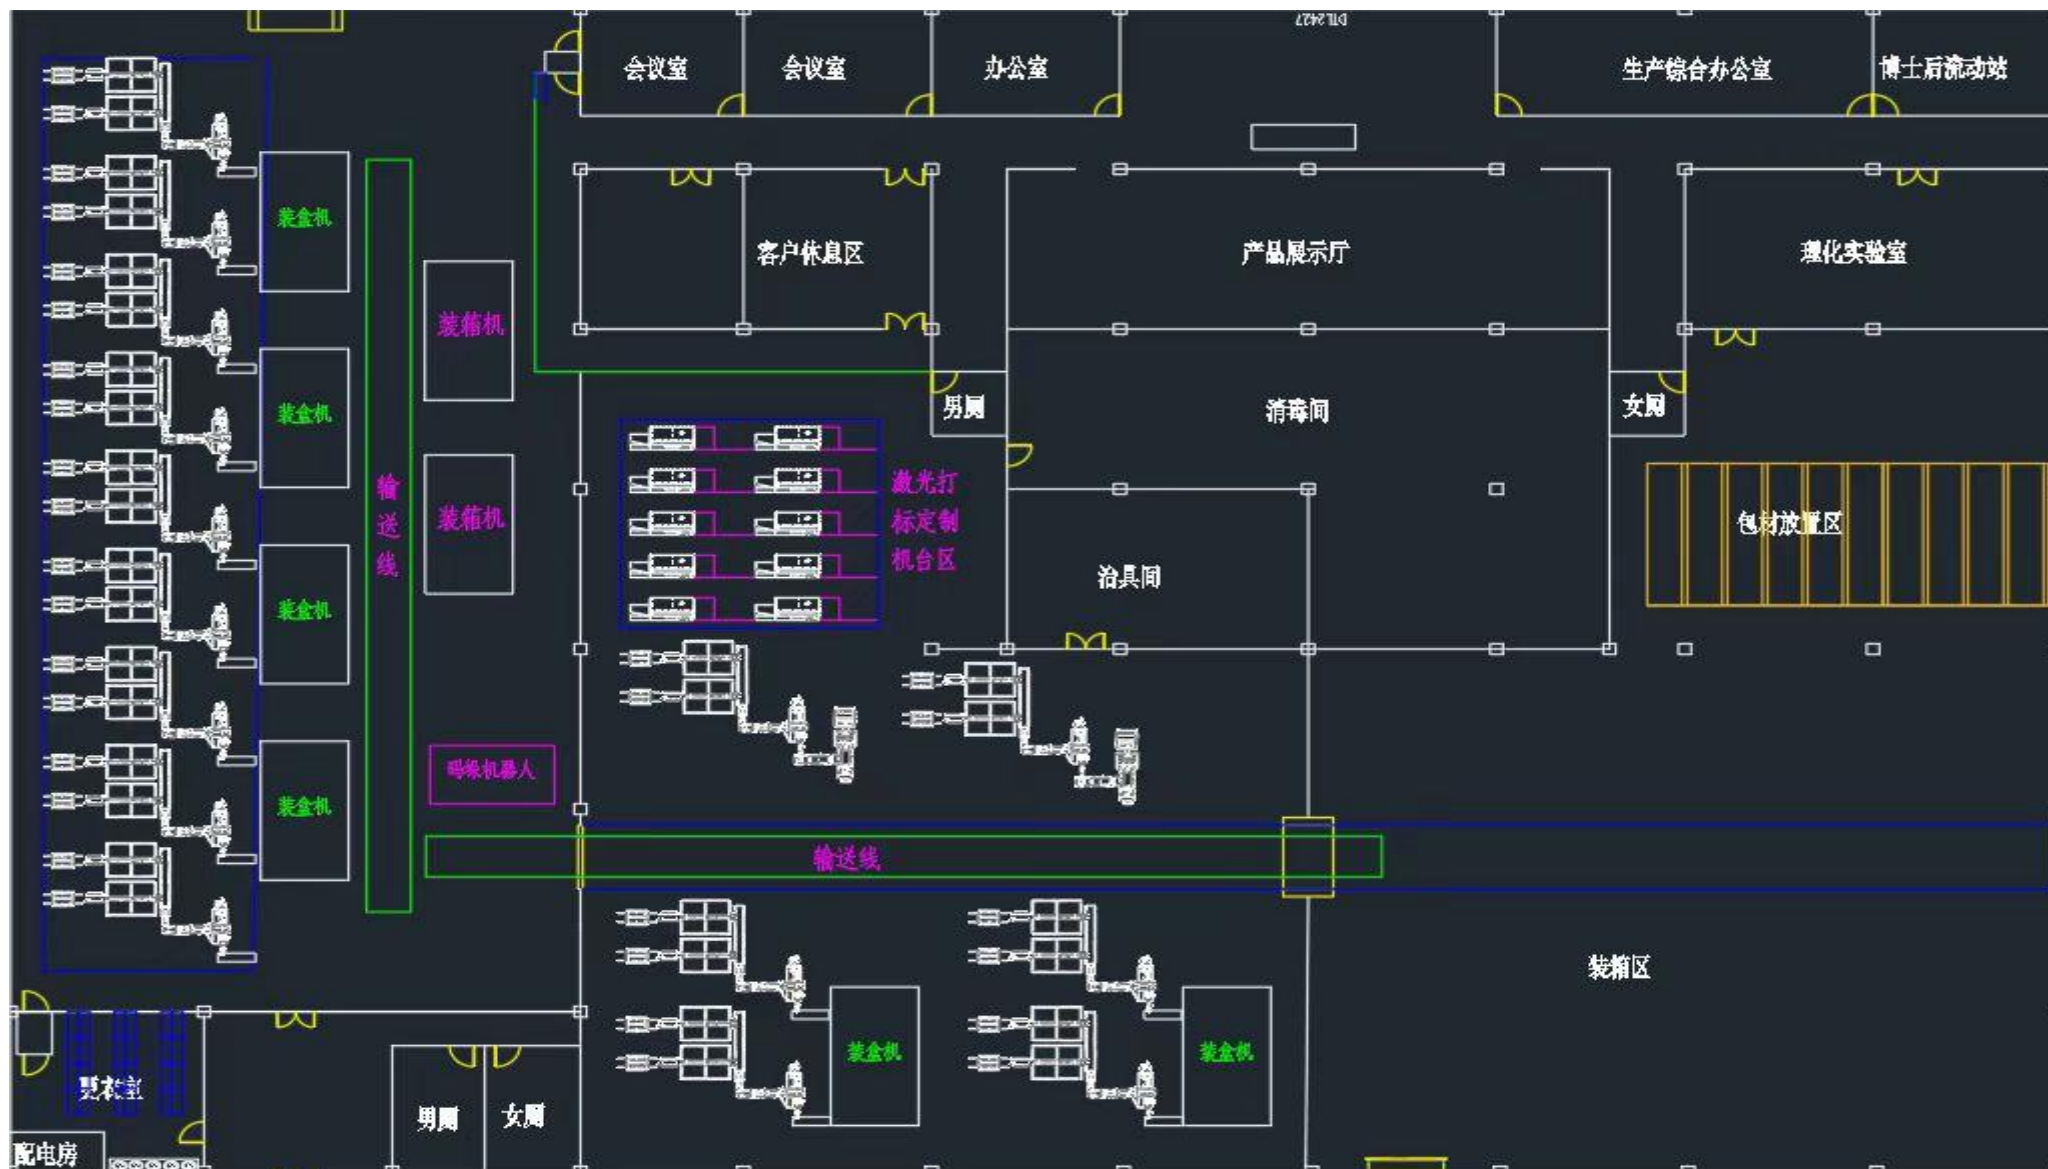 DTL2427
会议室
会议室
办公室
生产综合办公室
博士后流动站
装盒机
客户休息区
产品展示厅
理化实验室
装箱机
装盒机
男厕
消毒间
女厕
输
送
线
激光打
标定制
机台区
装箱机
包材放置区
治具间
装盒机
码垛机器人
装盒机
输送线
装箱区
装盒机
装盒机
更衣室
男厕
女厕
配电房